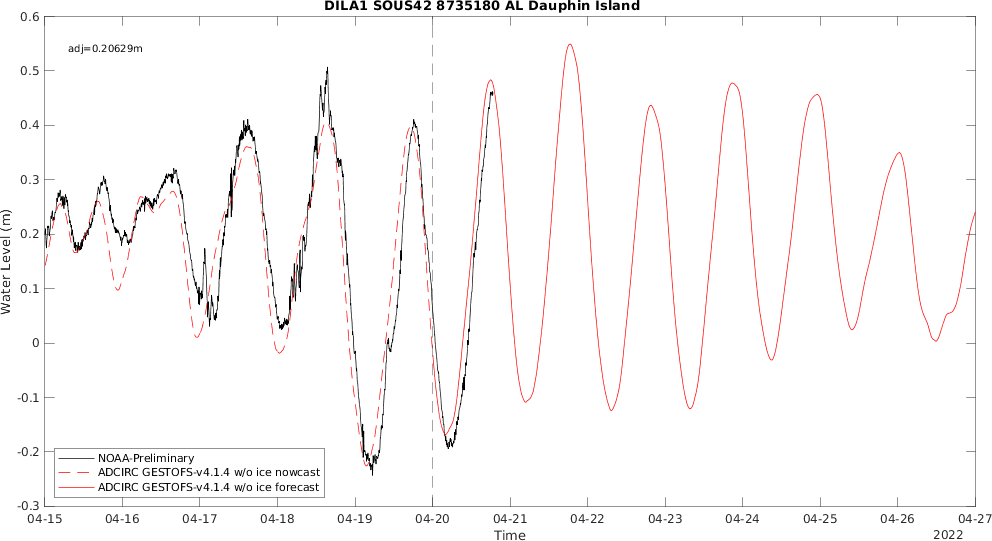 DILA1 SOUS42 8735180 AL Dauphin Island
adj=0.20629m
0.6
0.5
0.4
0.3
0.2
0.1
0
-0.1
-0.2
-0.3
Water Level (m)
NOAA-Preliminary
ADCIRC GESTOFS-v4.1.4 w/o ice nowcast
ADCIRC GESTOFS-v4.1.4 w/o ice forecast
04-15 04-16 04-17 04-18 04-19 04-20 04-21 04-22 04-23 04-24 04-25 04-26 04-27
Time
2022